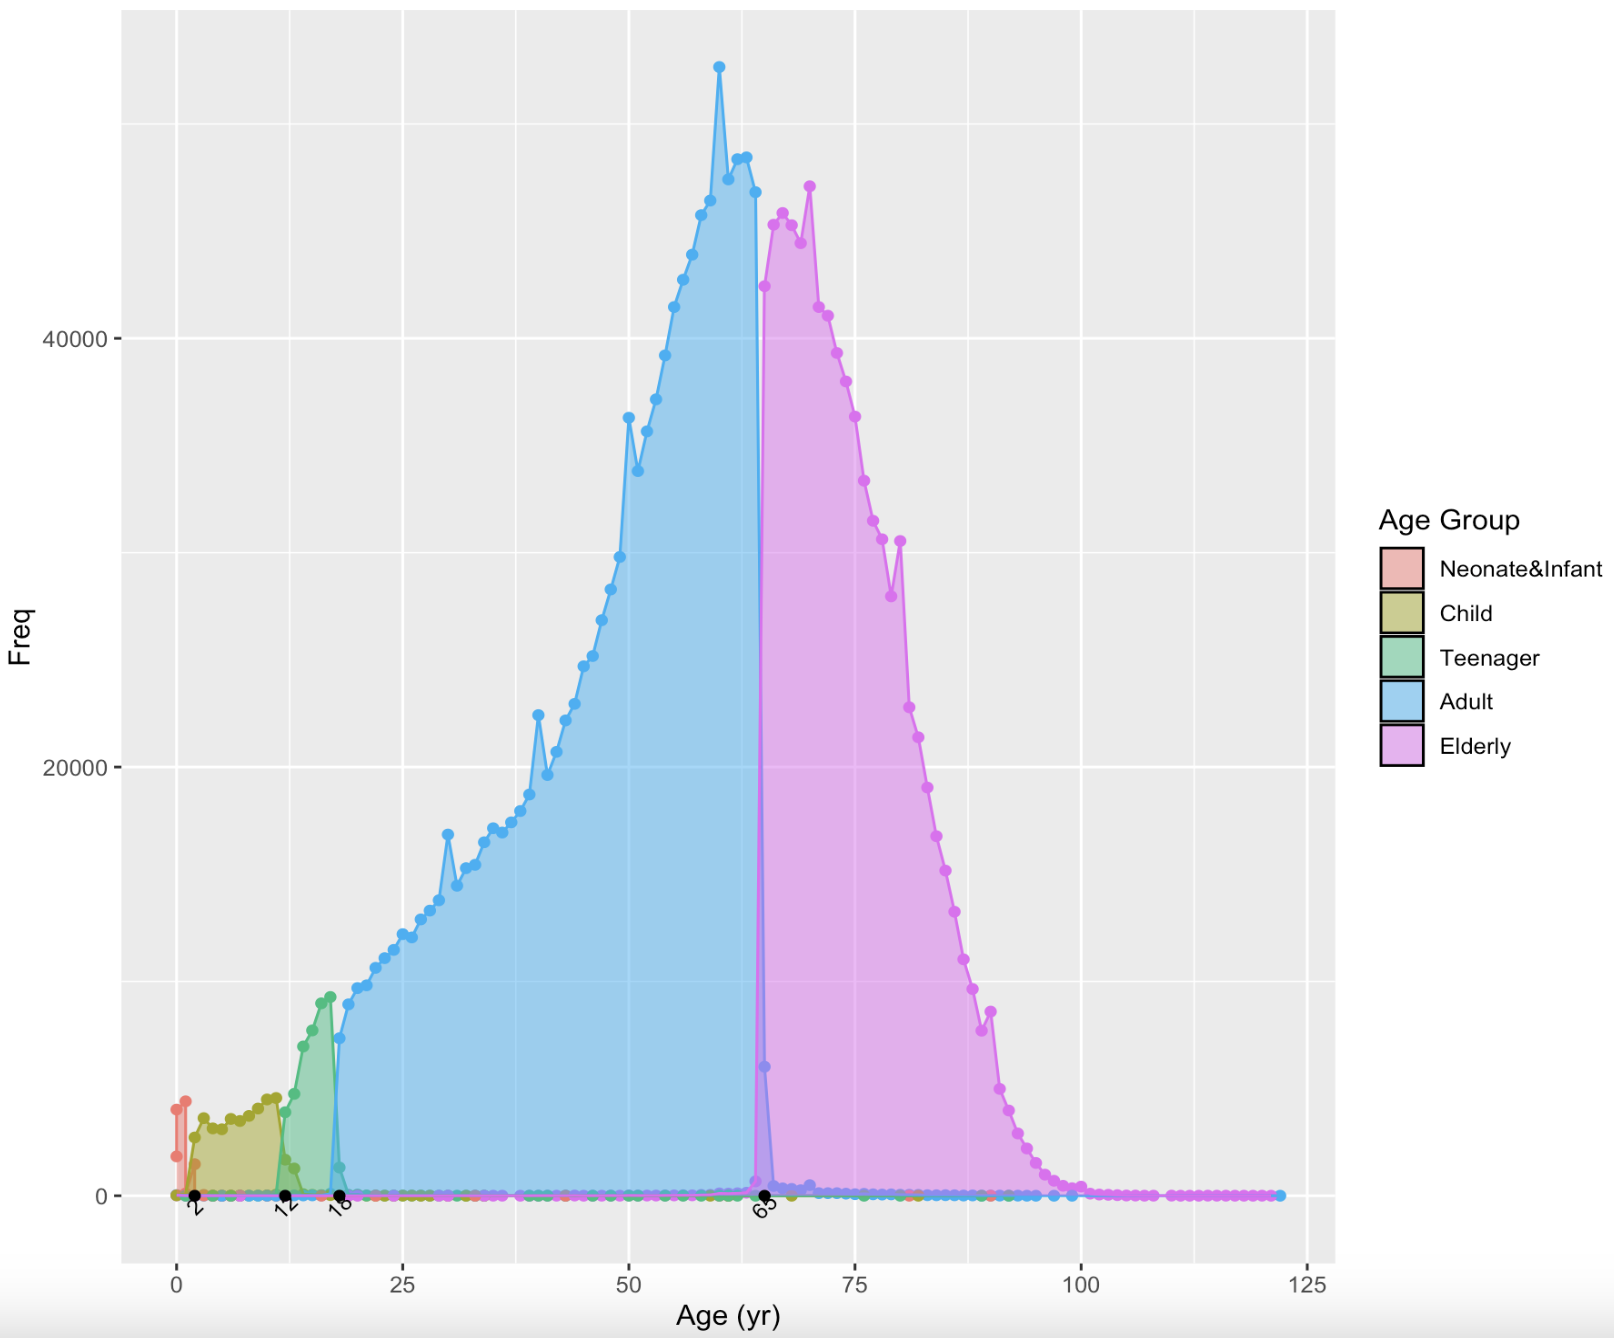 40000
20000
0
Freq
2
12
18
65
0 25 50 75 100 125
Age (yr)
Age Group
Neonate&Infant
Child
Teenager
Adult
Elderly